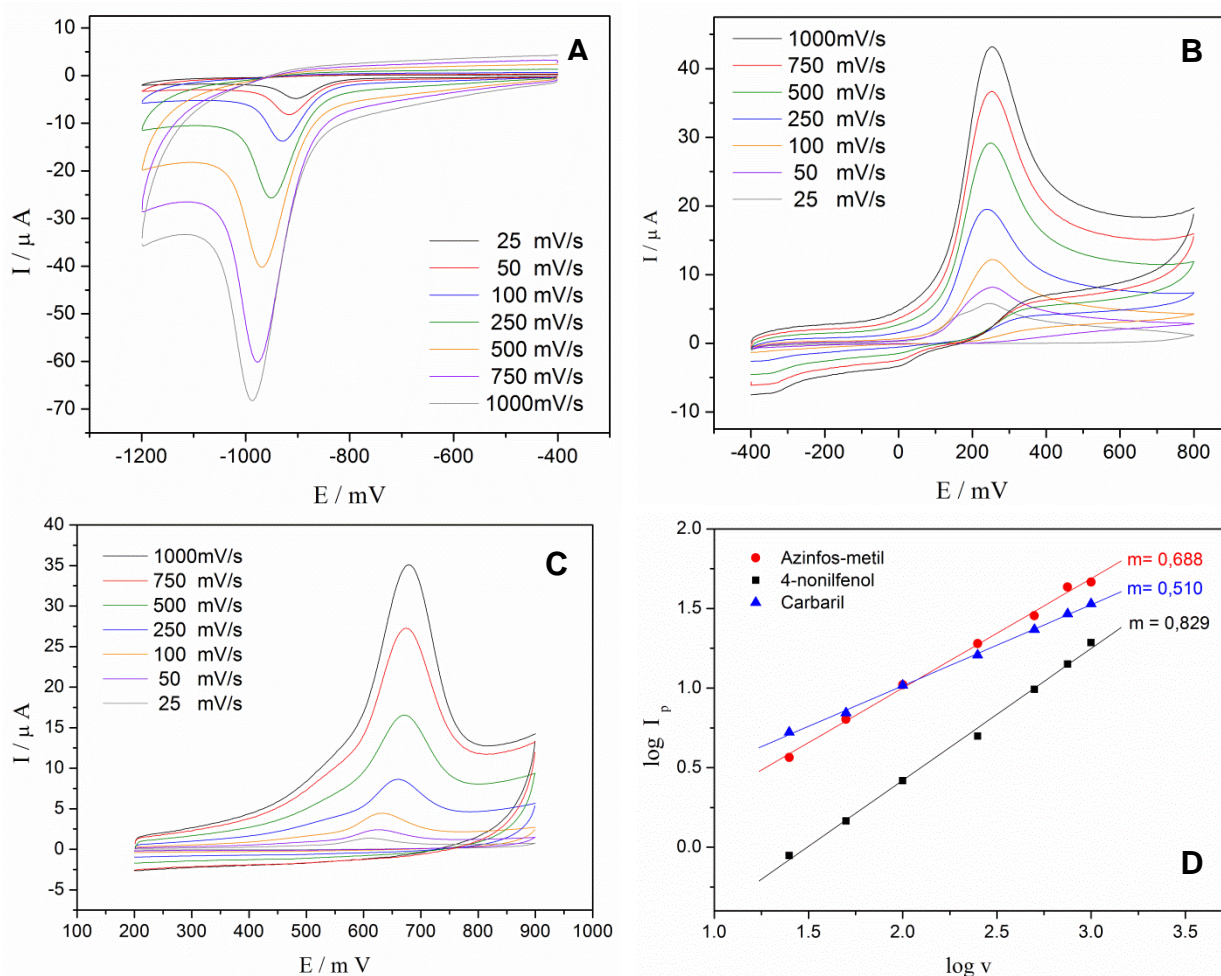 A
10
0
-10
-20
-30
-40
-50
-60
-70
I / μ A
25 mV/s
50 mV/s
100 mV/s
250 mV/s
500 mV/s
750 mV/s
1000mV/s
-1200
-1000
-800
-600
-400
E / mV
B
40
30
20
10
0
-10
I / μ A
1000mV/s
750 mV/s
500 mV/s
250 mV/s
100 mV/s
50 mV/s
25 mV/s
-400
-200
0
200
400
600
800
E / mV
C
40
35
30
25
20
15
10
5
0
-5
I / μ A
1000mV/s
750 mV/s
500 mV/s
250 mV/s
100 mV/s
50 mV/s
25 mV/s
100
200
300
400
500
600
700
800
900
1000
E / m V
D
2.0
1.5
1.0
0.5
0.0
log I p
Azinfos-metil
4-nonilfenol
Carbaril
m= 0,688
m= 0,510
m = 0,829
1.0
1.5
2.0
2.5
3.0
3.5
log v